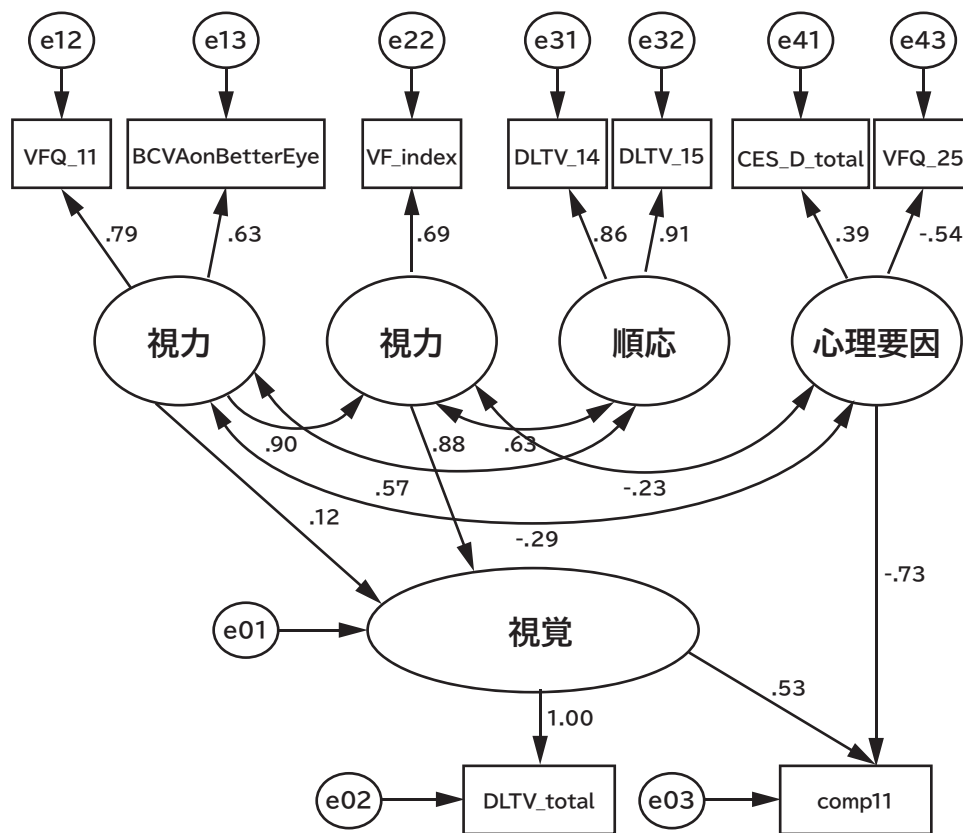 e12
e13
e22
e31
e32
e41
e43
VFQ_11
BCVAonBetterEye
VF_index
DLTV_14
DLTV_15
CES_D_total
VFQ_25
.79
.63
.69
.86
.91
.39
-.54
視力
視力
順応
心理要因
.90
.88
.63
.57
-.23
.12
-.29
-.73
e01
視覚
.53
1.00
e02
DLTV_total
e03
comp11